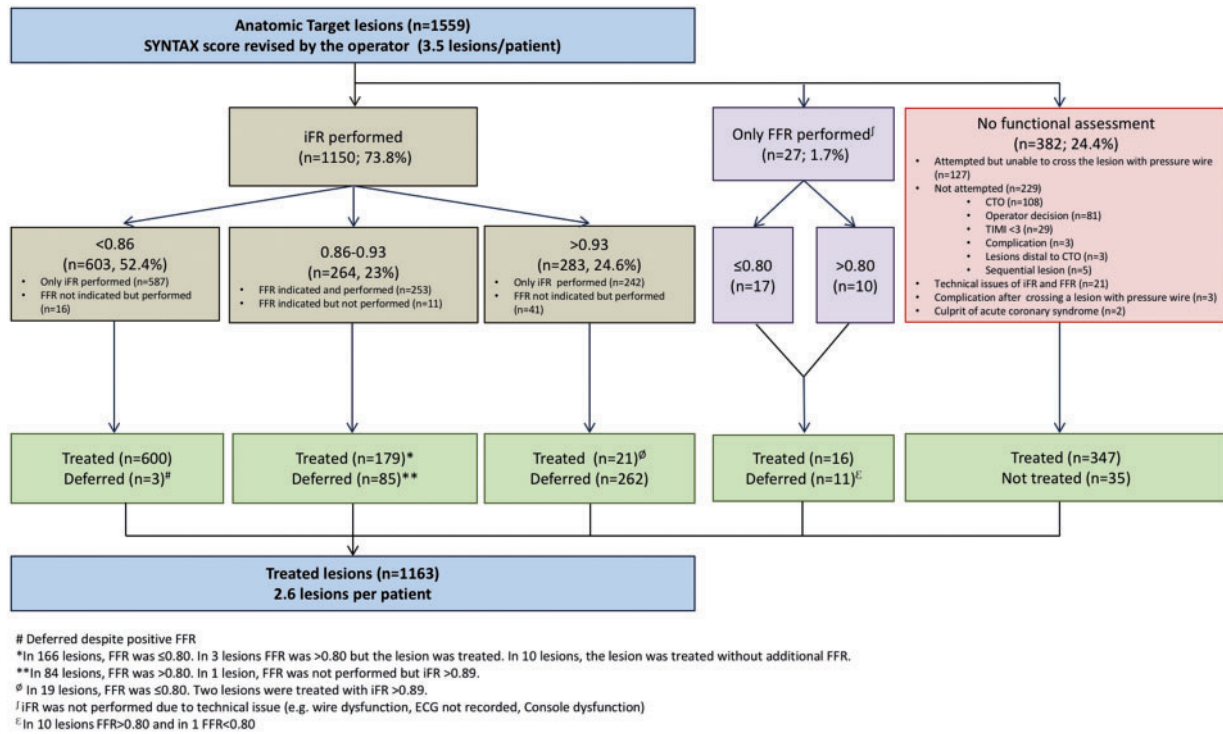 Anatomic Target lesions (n=1559)
SYNTAX score revised by the operator (3.5 lesions/patient)
iFR performed
(n=1150; 73.8%)
Only FFR performed∫
(n=27; 1.7%)
No functional assessment
(n=382; 24.4%)
• Attempted but unable to cross the lesion with pressure wire
(n=127)
• Not attempted (n=229)
• CTO (n=108)
• Operator decision (n=81)
• TIMI <3 (n=29)
• Complication (n=3)
• Lesions distal to CTO (n=3)
• Sequential lesion (n=5)
• Technical issues of iFR and FFR (n=21)
• Complication after crossing a lesion with pressure wire (n=3)
• Culprit of acute coronary syndrome (n=2)
<0.86
(n=603, 52.4%)
• Only iFR performed (n=587)
• FFR not indicated but performed
(n=16)
0.86-0.93
(n=264, 23%)
• FFR indicated and performed (n=253)
• FFR indicated but not performed (n=11)
>0.93
(n=283, 24.6%)
• Only iFR performed (n=242)
• FFR not indicated but performed
(n=41)
≤0.80
(n=17)
>0.80
(n=10)
Treated (n=600)
Deferred (n=3)#
Treated (n=179)*
Deferred (n=85)**
Treated (n=21)ø
Deferred (n=262)
Treated (n=16)
Deferred (n=11)ε
Treated (n=347)
Not treated (n=35)
Treated lesions (n=1163)
2.6 lesions per patient
# Deferred despite positive FFR
*In 166 lesions, FFR was ≤0.80. In 3 lesions FFR was >0.80 but the lesion was treated. In 10 lesions, the lesion was treated without additional FFR.
**In 84 lesions, FFR was >0.80. In 1 lesion, FFR was not performed but iFR >0.89.
ø In 19 lesions, FFR was ≤0.80. Two lesions were treated with iFR >0.89.
∫ iFR was not performed due to technical issue (e.g. wire dysfunction, ECG not recorded, Console dysfunction)
ε In 10 lesions FFR>0.80 and in 1 FFR<0.80